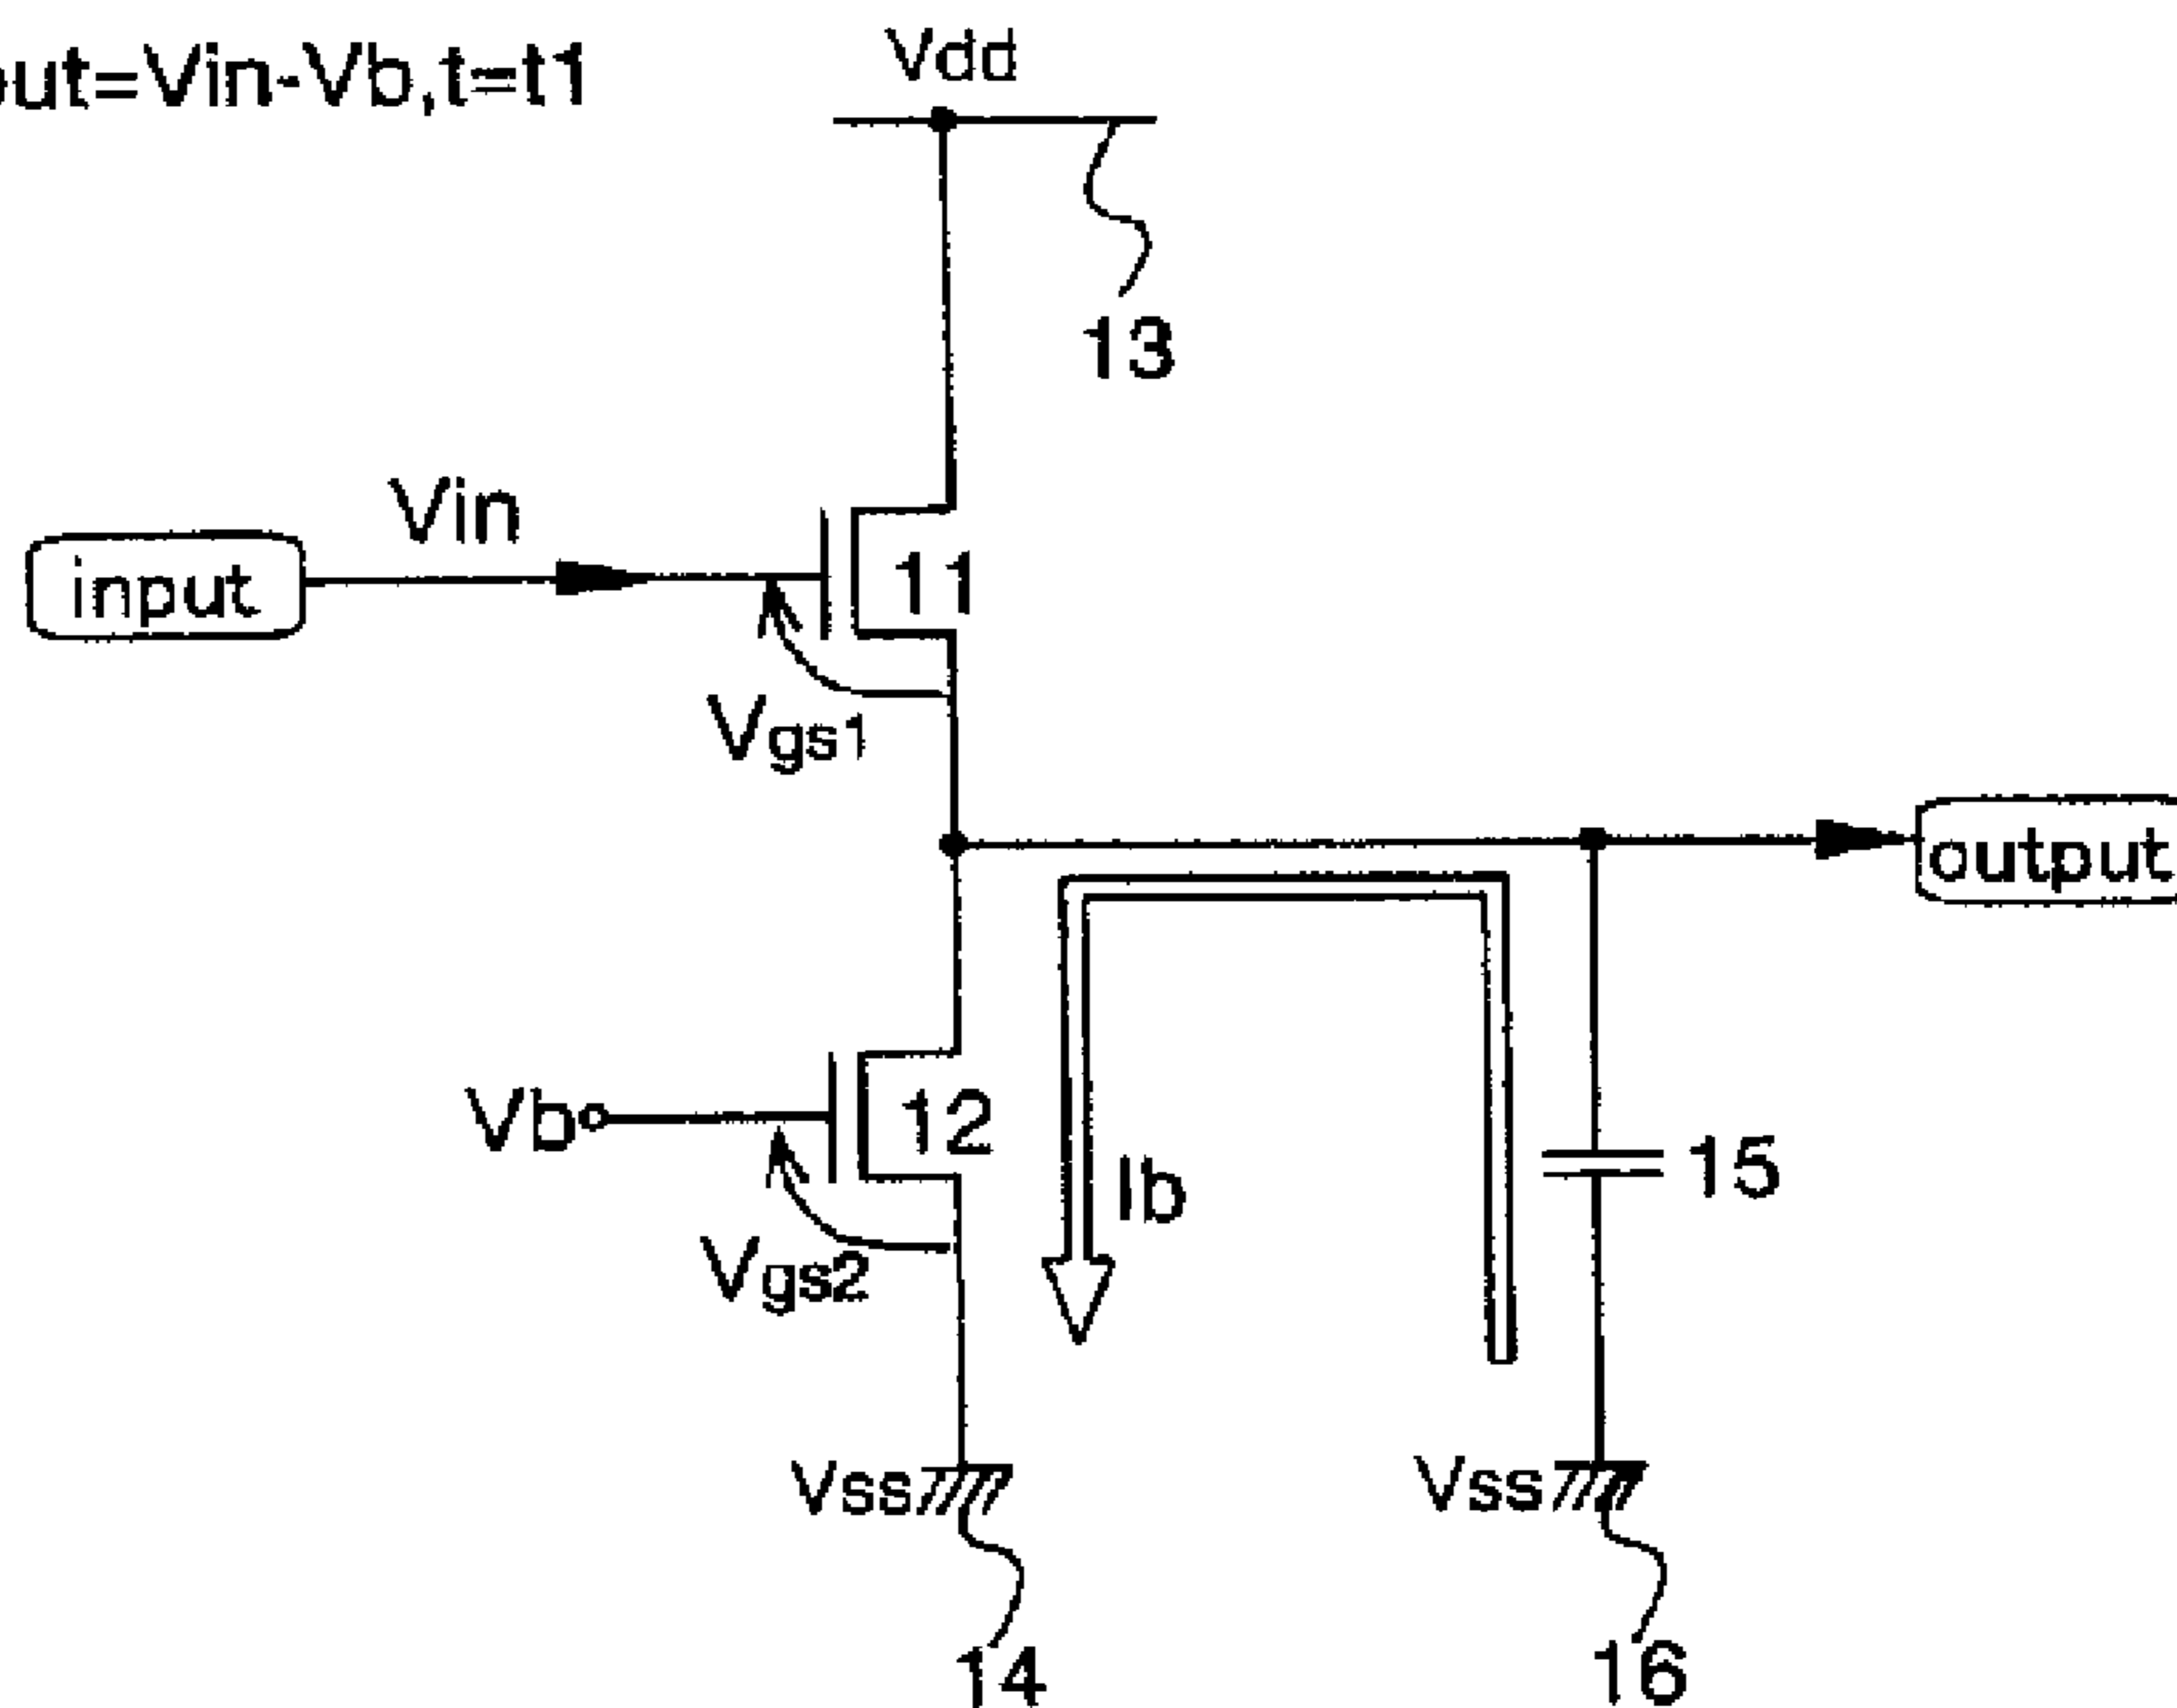 ut=Vin-Vb,t=t1
Vdd
13
Vin
input
11
Vgs1
output
Vb
12
15
Ib
Vgs2
Vss
Vss
14
16